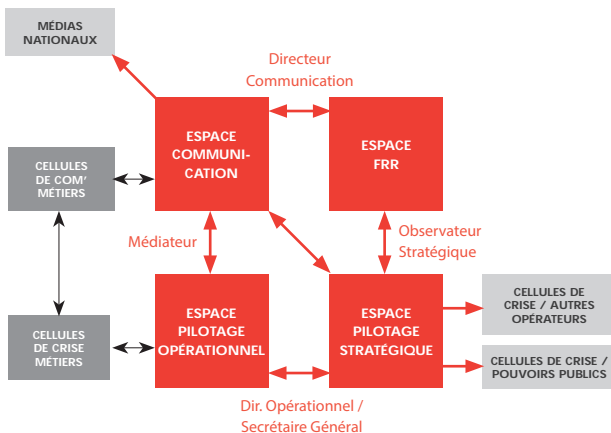 MÉDIAS
NATIONAUX
Directeur
Communication
ESPACE
COMMUNI-
CATION
ESPACE
FRR
CELLULES
DE COM’
MÉTIERS
Médiateur
Observateur
Stratégique
ESPACE
PILOTAGE
OPÉRATIONNEL
ESPACE
PILOTAGE
STRATÉGIQUE
CELLULES DE
CRISE / AUTRES
OPÉRATEURS
CELLULES
DE CRISE
MÉTIERS
CELLULES DE CRISE /
POUVOIRS PUBLICS
Dir. Opérationnel /
Secrétaire Général